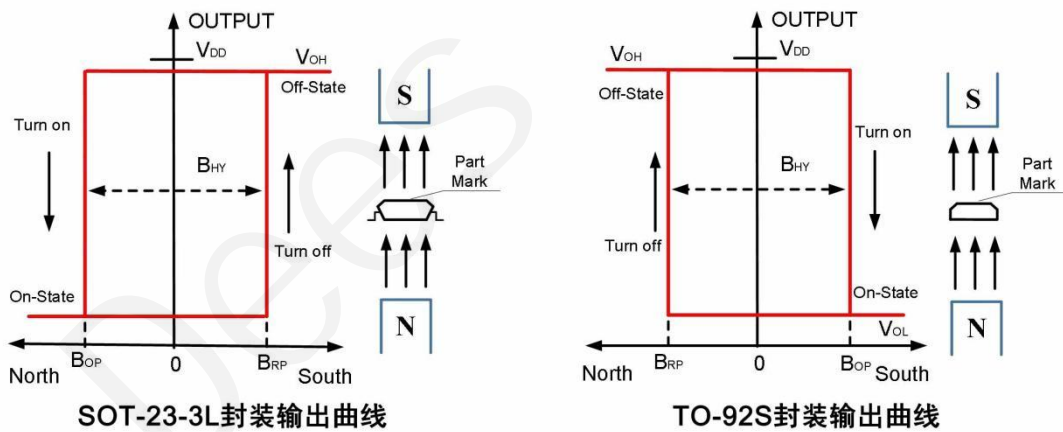 OUTPUT
VDD
VOH
Off-State
Turn on
BHY
Turn off
On-State
BOP
0
BRP
North
South
S
Part
Mark
N
SOT-23-3L封装输出曲线
OUTPUT
VOH
VDD
Off-State
Turn on
BHY
Turn off
On-State
VOL
BRP
0
BOP
North
South
S
Part
Mark
N
TO-92S封装输出曲线